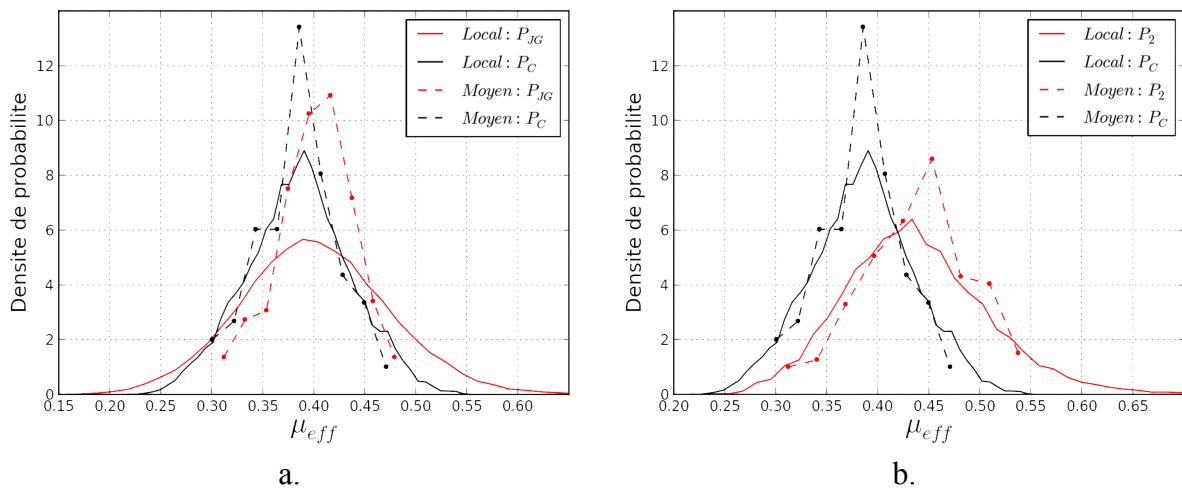 Densite de probabilite
12
10
8
6
4
2
0
0.15 0.20 0.25 0.30 0.35 0.40 0.45 0.50 0.55 0.60
μ_eff
Local : P_JG
Local : P_C
Moyen : P_JG
Moyen : P_C
a.
Densite de probabilite
12
10
8
6
4
2
0
0.20 0.25 0.30 0.35 0.40 0.45 0.50 0.55 0.60 0.65
μ_eff
Local : P_2
Local : P_C
Moyen : P_2
Moyen : P_C
b.